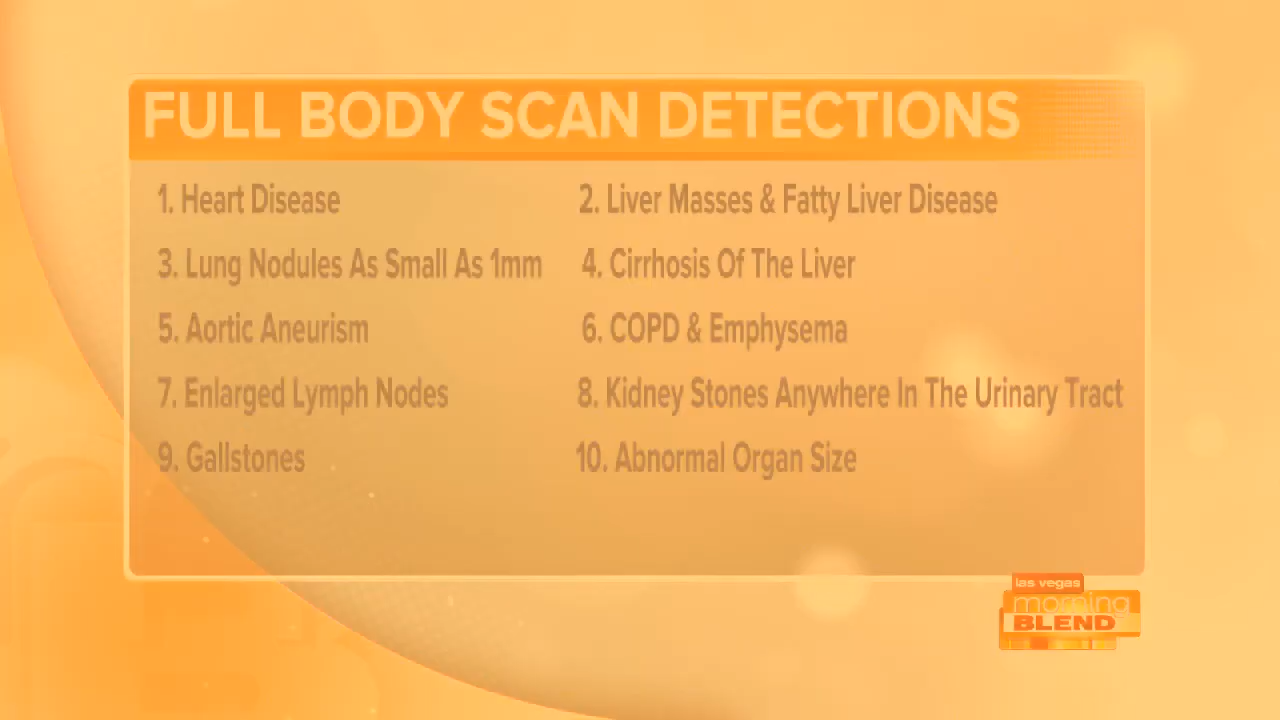 FULL BODY SCAN DETECTIONS
1. Heart Disease
2. Liver Masses & Fatty Liver Disease
3. Lung Nodules As Small As 1mm
4. Cirrhosis Of The Liver
5. Aortic Aneurism
6. COPD & Emphysema
7. Enlarged Lymph Nodes
8. Kidney Stones Anywhere In The Urinary Tract
9. Gallstones
10. Abnormal Organ Size
las vegas
morning
BLEND